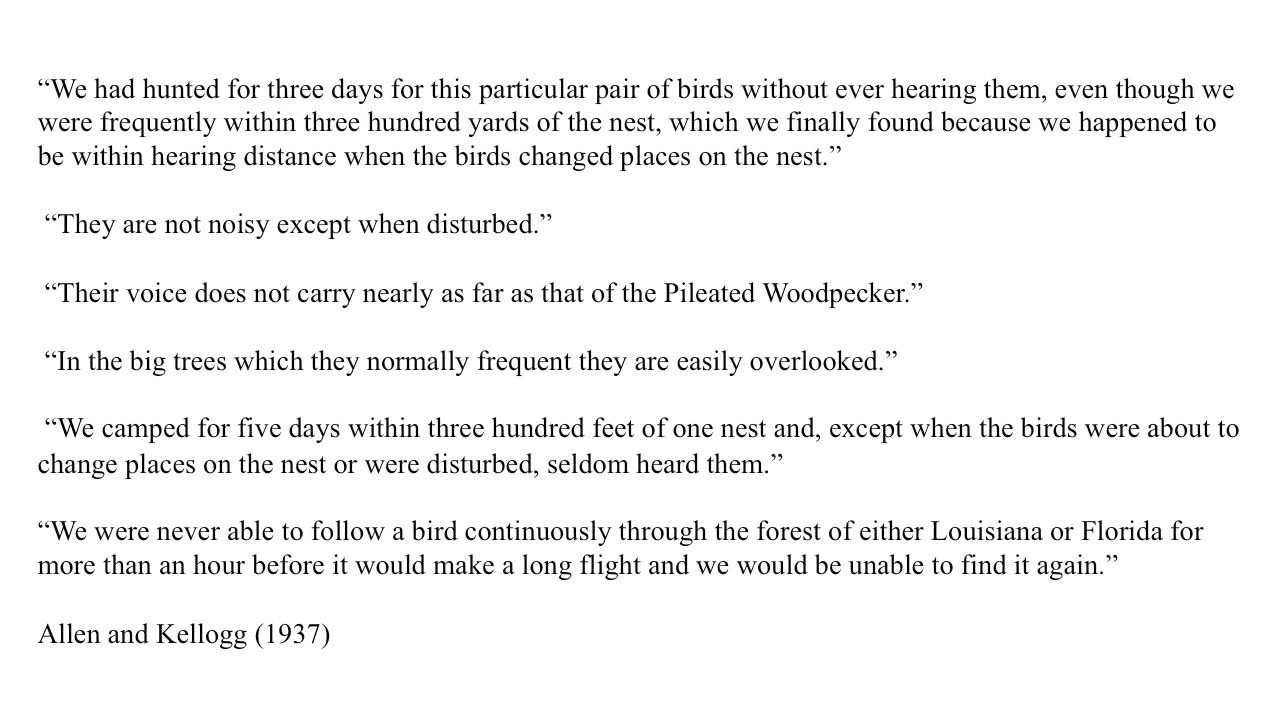 “We had hunted for three days for this particular pair of birds without ever hearing them, even though we
were frequently within three hundred yards of the nest, which we finally found because we happened to
be within hearing distance when the birds changed places on the nest.”
“They are not noisy except when disturbed.”
“Their voice does not carry nearly as far as that of the Pileated Woodpecker.”
“In the big trees which they normally frequent they are easily overlooked.”
“We camped for five days within three hundred feet of one nest and, except when the birds were about to
change places on the nest or were disturbed, seldom heard them.”
“We were never able to follow a bird continuously through the forest of either Louisiana or Florida for
more than an hour before it would make a long flight and we would be unable to find it again.”
Allen and Kellogg (1937)